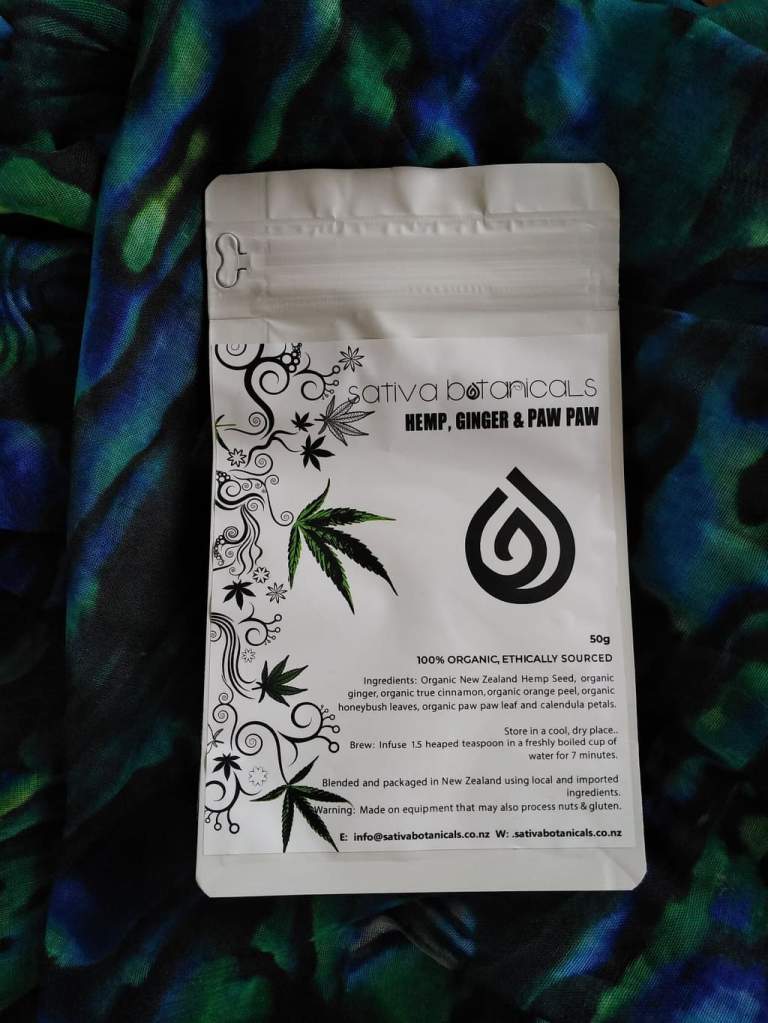 sativa botanicals
HEMP, GINGER & PAW PAW
50g
100% ORGANIC, ETHICALLY SOURCED
Ingredients: Organic New Zealand Hemp Seed, organic
ginger, organic true cinnamon, organic orange peel, organic
honeybush leaves, organic paw paw leaf and calendula petals.
Store in a cool, dry place..
Brew: Infuse 1.5 heaped teaspoon in a freshly boiled cup of
water for 7 minutes.
Blended and packaged in New Zealand using local and imported
ingredients.
Warning: Made on equipment that may also process nuts & gluten.
E: info@sativabotanicals.co.nz W: .sativabotanicals.co.nz